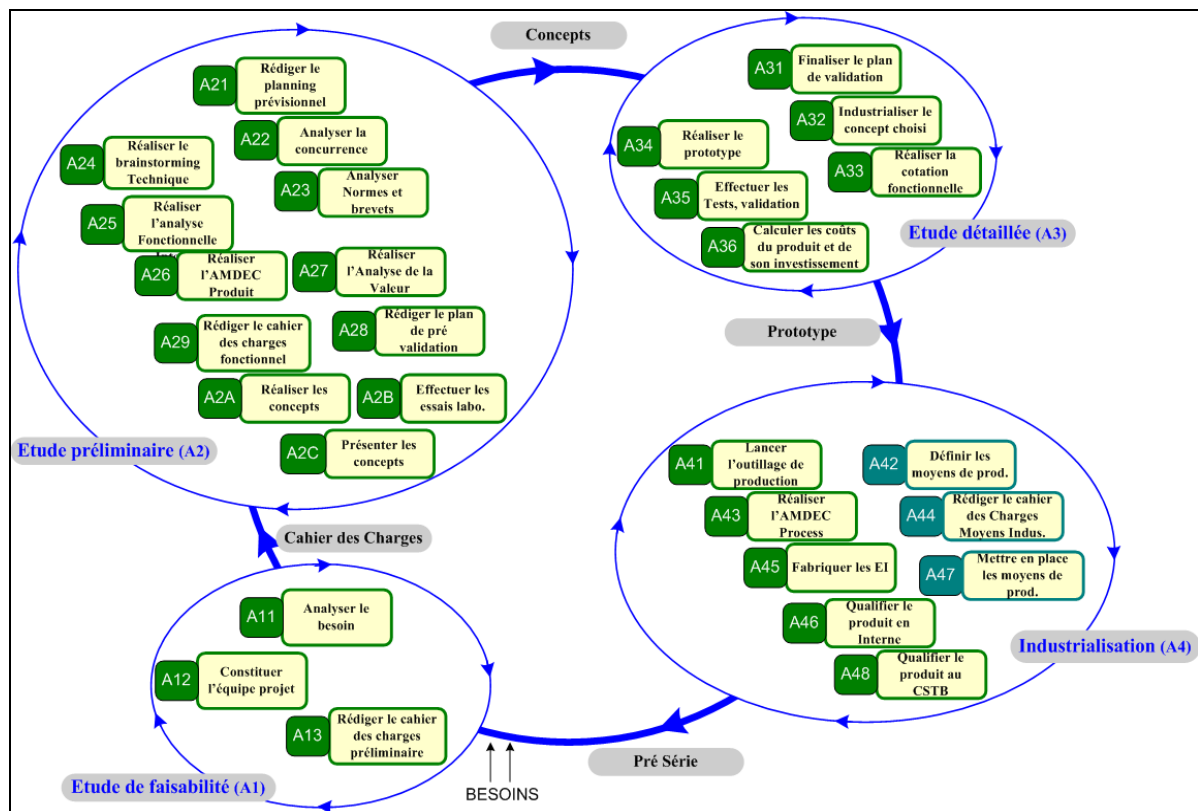 Concepts
A21
Rédiger le
planning
prévisionnel
A22
Analyser la
concurrence
A24
Réaliser le
brainstorming
Technique
A23
Analyser
Normes et
brevets
A25
Réaliser
l'analyse
Fonctionnelle
A26
Réaliser
l'AMDEC
Produit
A27
Réaliser
l'Analyse de la
Valeur
A28
Rédiger le plan
de pré
validation
A29
Rédiger le cahier
des charges
fonctionnel
A2A
Réaliser les
concepts
A2B
Effectuer les
essais labo.
A2C
Présenter les
concepts
Etude préliminaire (A2)
A31
Finaliser le plan
de validation
A32
Industrialiser le
concept choisi
A34
Réaliser le
prototype
A33
Réaliser la
cotation
fonctionnelle
A35
Effectuer les
Tests, validation
A36
Calculer les coûts
du produit et de
son investissement
Etude détaillée (A3)
Prototype
A41
Lancer
l'outillage de
production
A42
Définir les
moyens de prod.
A43
Réaliser
l'AMDEC
Process
A44
Rédiger le cahier
des Charges
Moyens Indus.
A45
Fabriquer les EI
A47
Mettre en place
les moyens de
prod.
A46
Qualifier le
produit en
Interne
A48
Qualifier le
produit au
CSTB
Industrialisation (A4)
Cahier des Charges
A11
Analyser le
besoin
A12
Constituer
l'équipe projet
A13
Rédiger le cahier
des charges
préliminaire
Etude de faisabilité (A1)
BESOINS
Pré Série